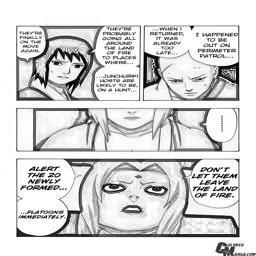 I HAPPENED
TO BE OUT
ON
PERIMETER
PATROL...
...WHEN I
RETURNED,
IT WAS
ALREADY
TOO
LATE...
THEY'RE
PROBABLY
GOING ALL
AROUND
THE LAND
OF FIRE
TO PLACES
WHERE...
...JINCHURIKI
HOSTS ARE
LIKELY TO BE,
ON A HUNT...
THEY'RE
FINALLY
ON THE
MOVE
AGAIN.
DON'T
LET THEM
LEAVE
THE LAND
OF FIRE.
ALERT
THE 20
NEWLY
FORMED...
...PLATOONS
IMMEDIATELY.
COLORED
MANGA.COM